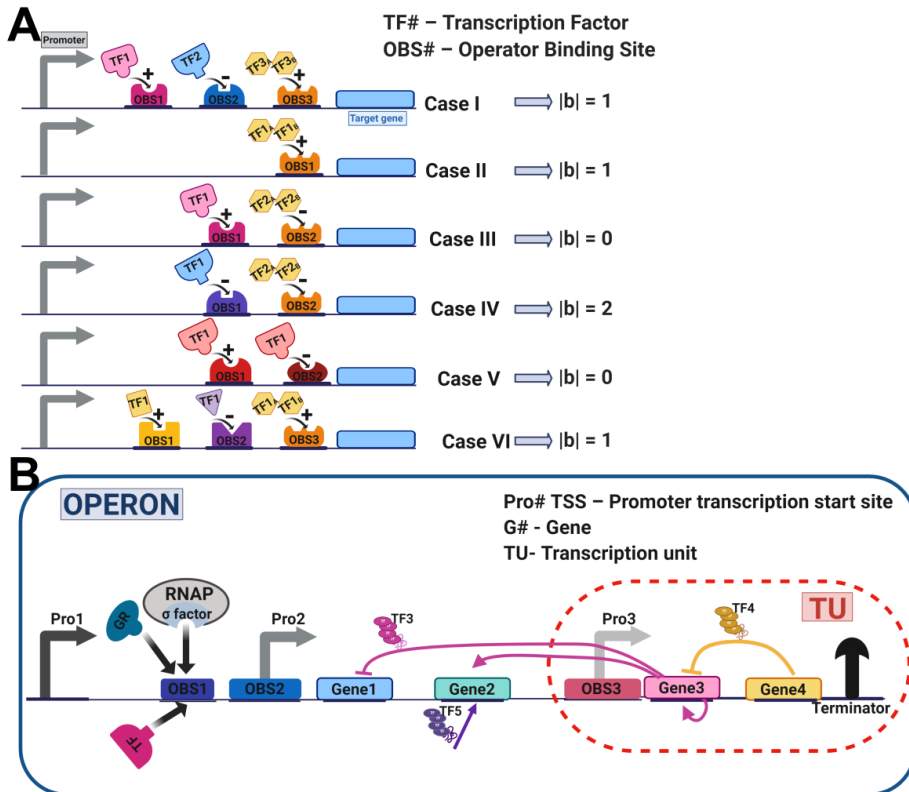 A
TF# – Transcription Factor
OBS# – Operator Binding Site
Promoter
TF1 + OBS1
TF2 - OBS2
TF3A TF3B + OBS3
Target gene
Case I |b| = 1
TF1A TF1B + OBS1
Case II |b| = 1
TF1 + OBS1
TF2A TF2B - OBS2
Case III |b| = 0
TF1 - OBS1
TF2A TF2B - OBS2
Case IV |b| = 2
TF1 + OBS1
TF1 - OBS2
Case V |b| = 0
TF1 + OBS1
TF1 - OBS2
TF1A TF1B + OBS3
Case VI |b| = 1
B
OPERON
Pro# TSS – Promoter transcription start site
G# - Gene
TU- Transcription unit
RNAP
σ factor
GR
Pro1
Pro2
TF3
Pro3
TF4
TU
OBS1
OBS2
Gene1
Gene2
OBS3
Gene3
Gene4
Terminator
TF5
TF